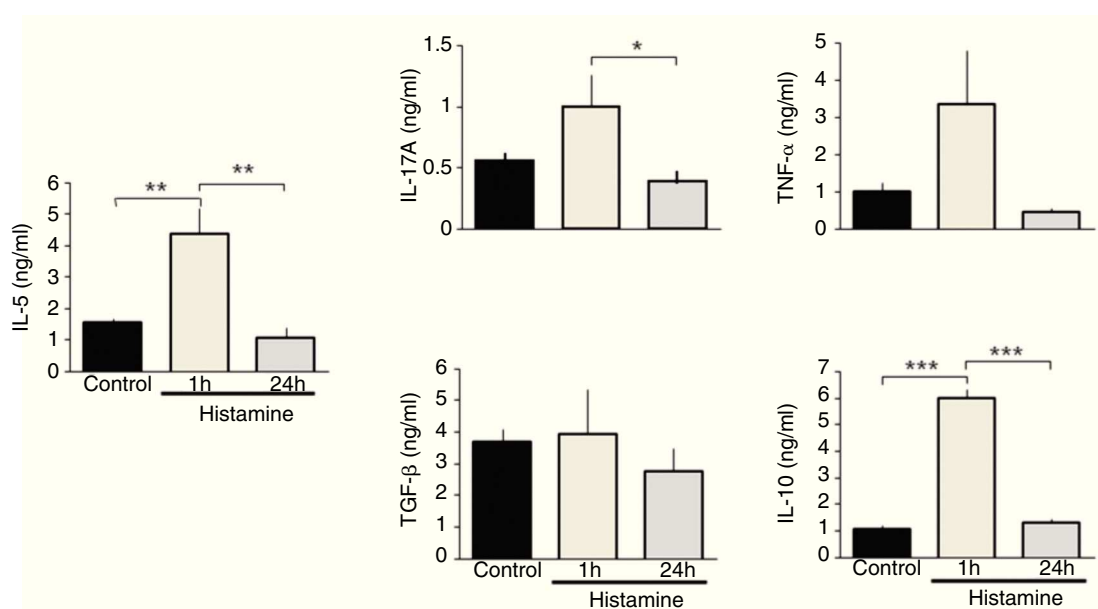 IL-5 (ng/ml)
6
5
4
3
2
1
0
**
**
Control
1h
24h
Histamine
IL-17A (ng/ml)
1.5
1
0.5
0
*
TNF-α (ng/ml)
5
4
3
2
1
0
TGF-β (ng/ml)
6
5
4
3
2
1
0
Control
1h
24h
Histamine
IL-10 (ng/ml)
7
6
5
4
3
2
1
0
***
***
Control
1h
24h
Histamine